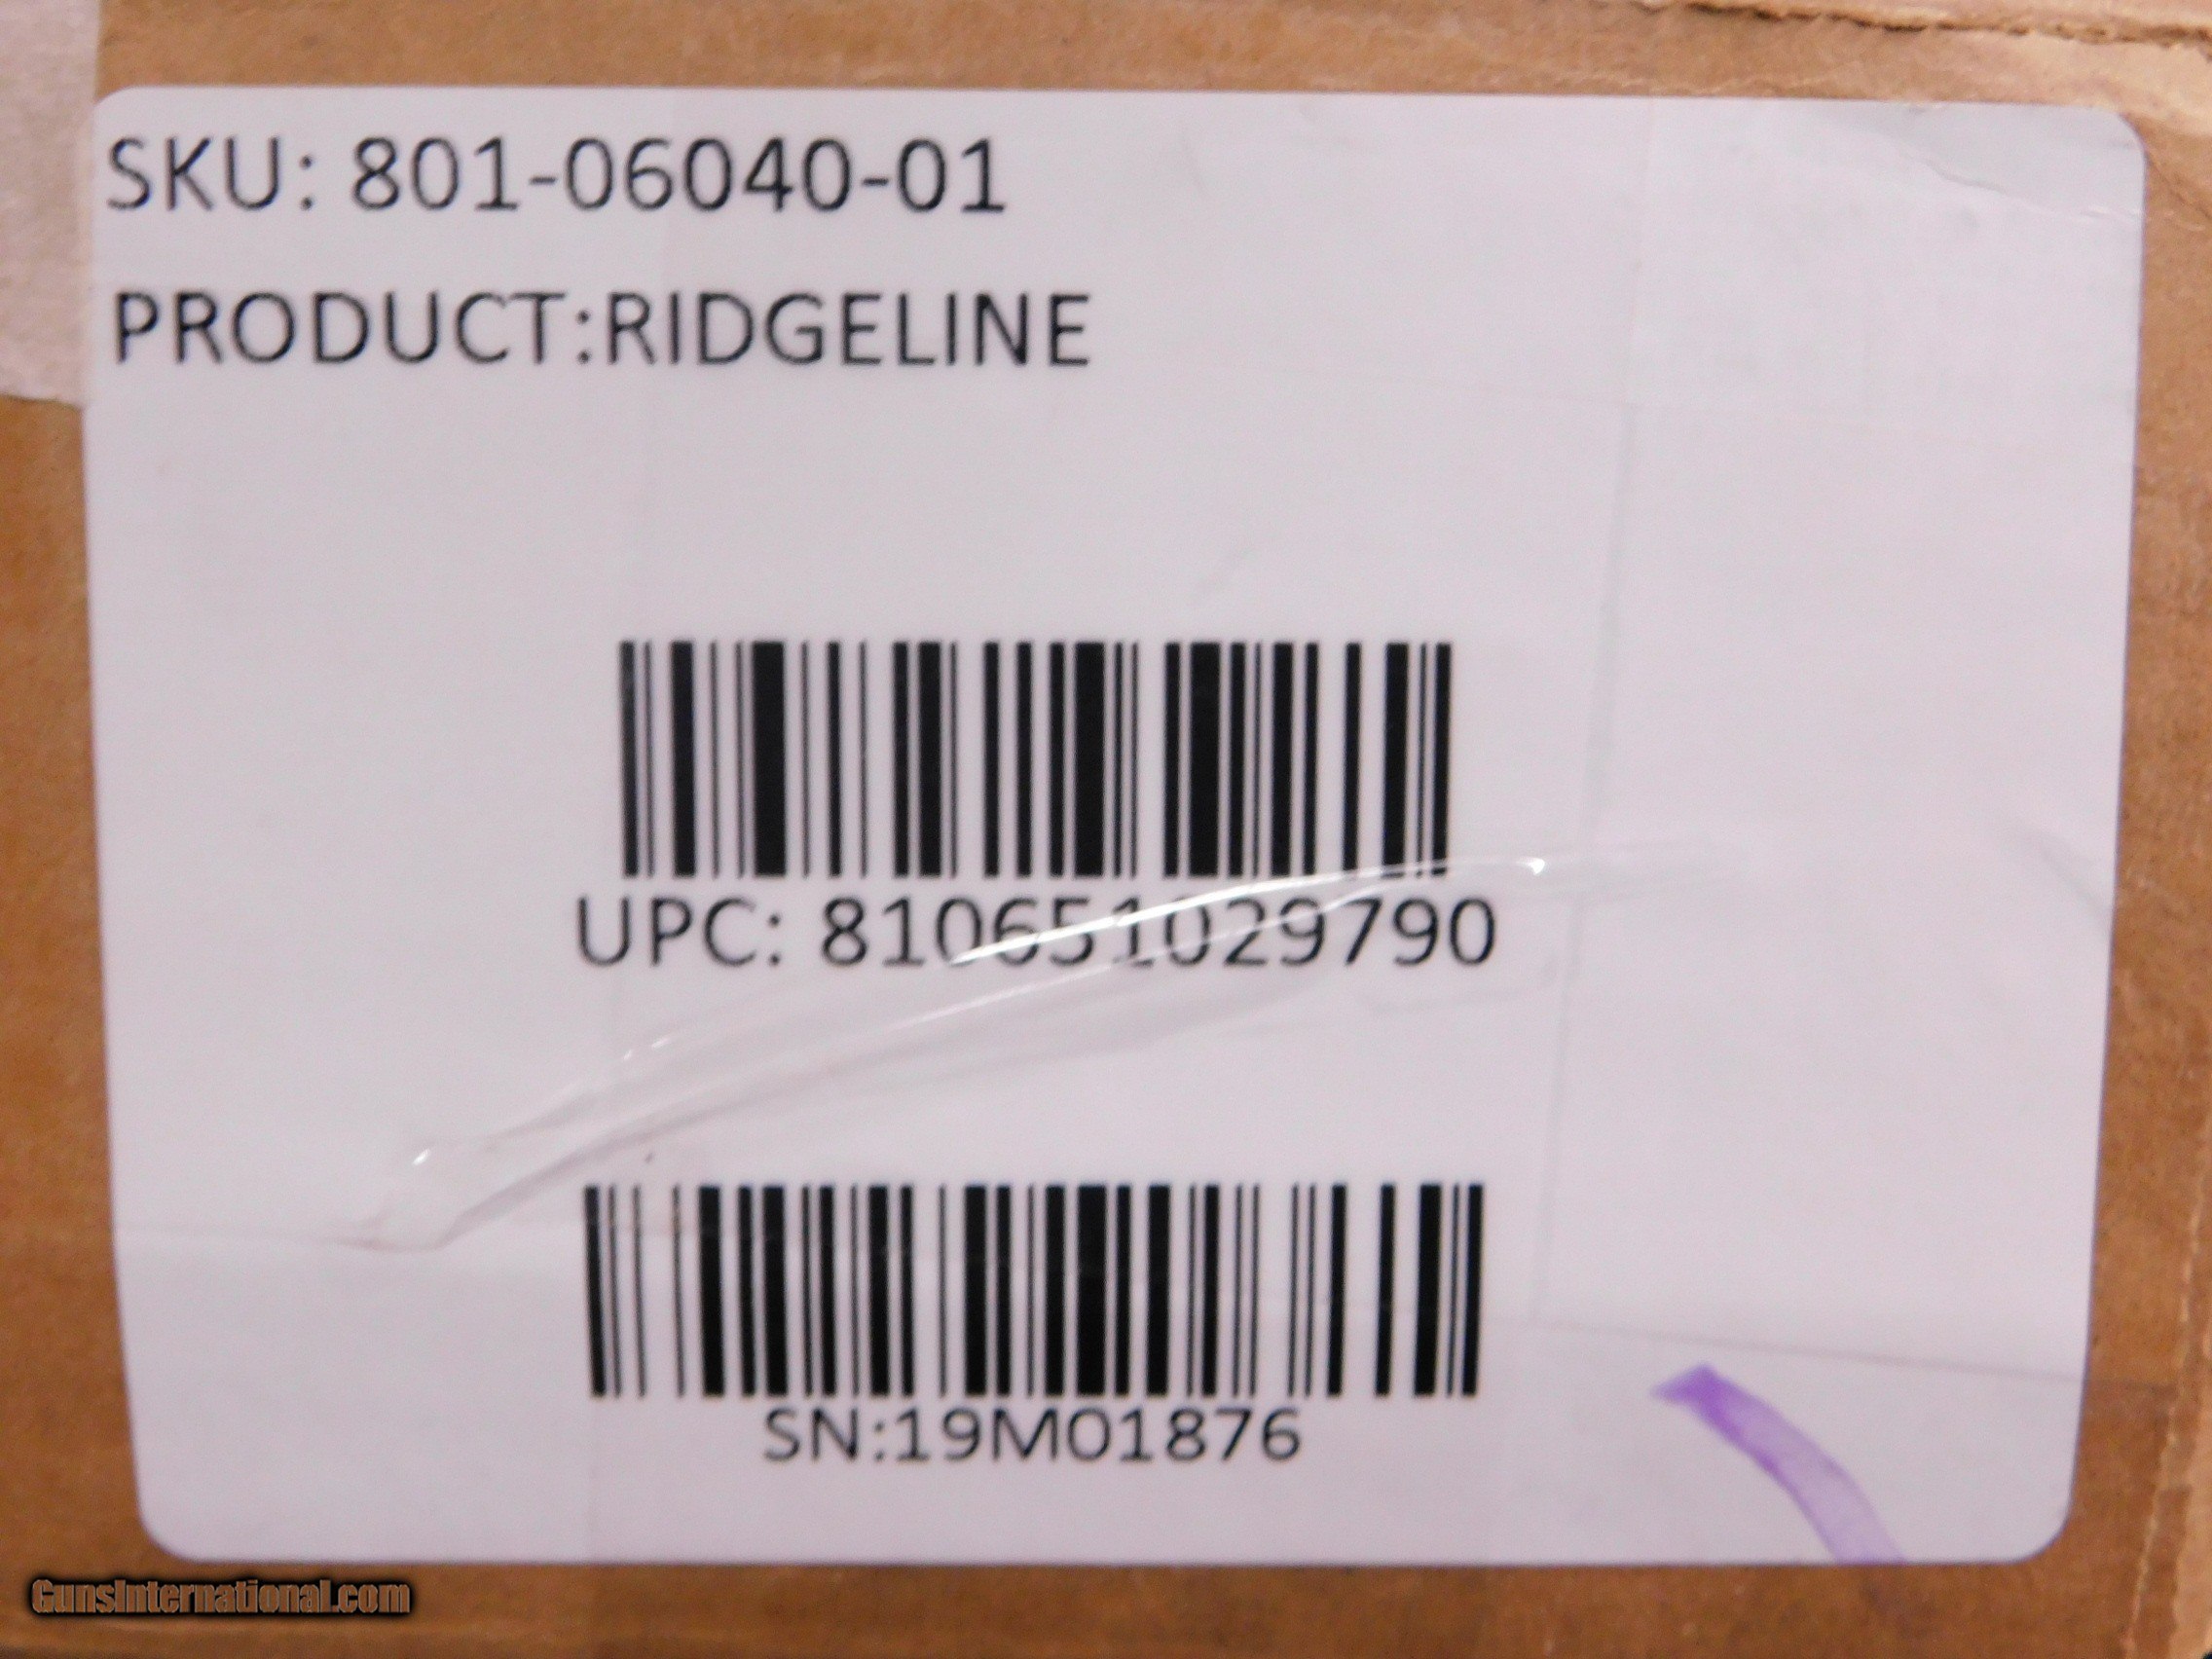 SKU: 801-06040-01
PRODUCT:RIDGELINE
UPC: 810651029790
SN:19M01876
GunsInternational.com